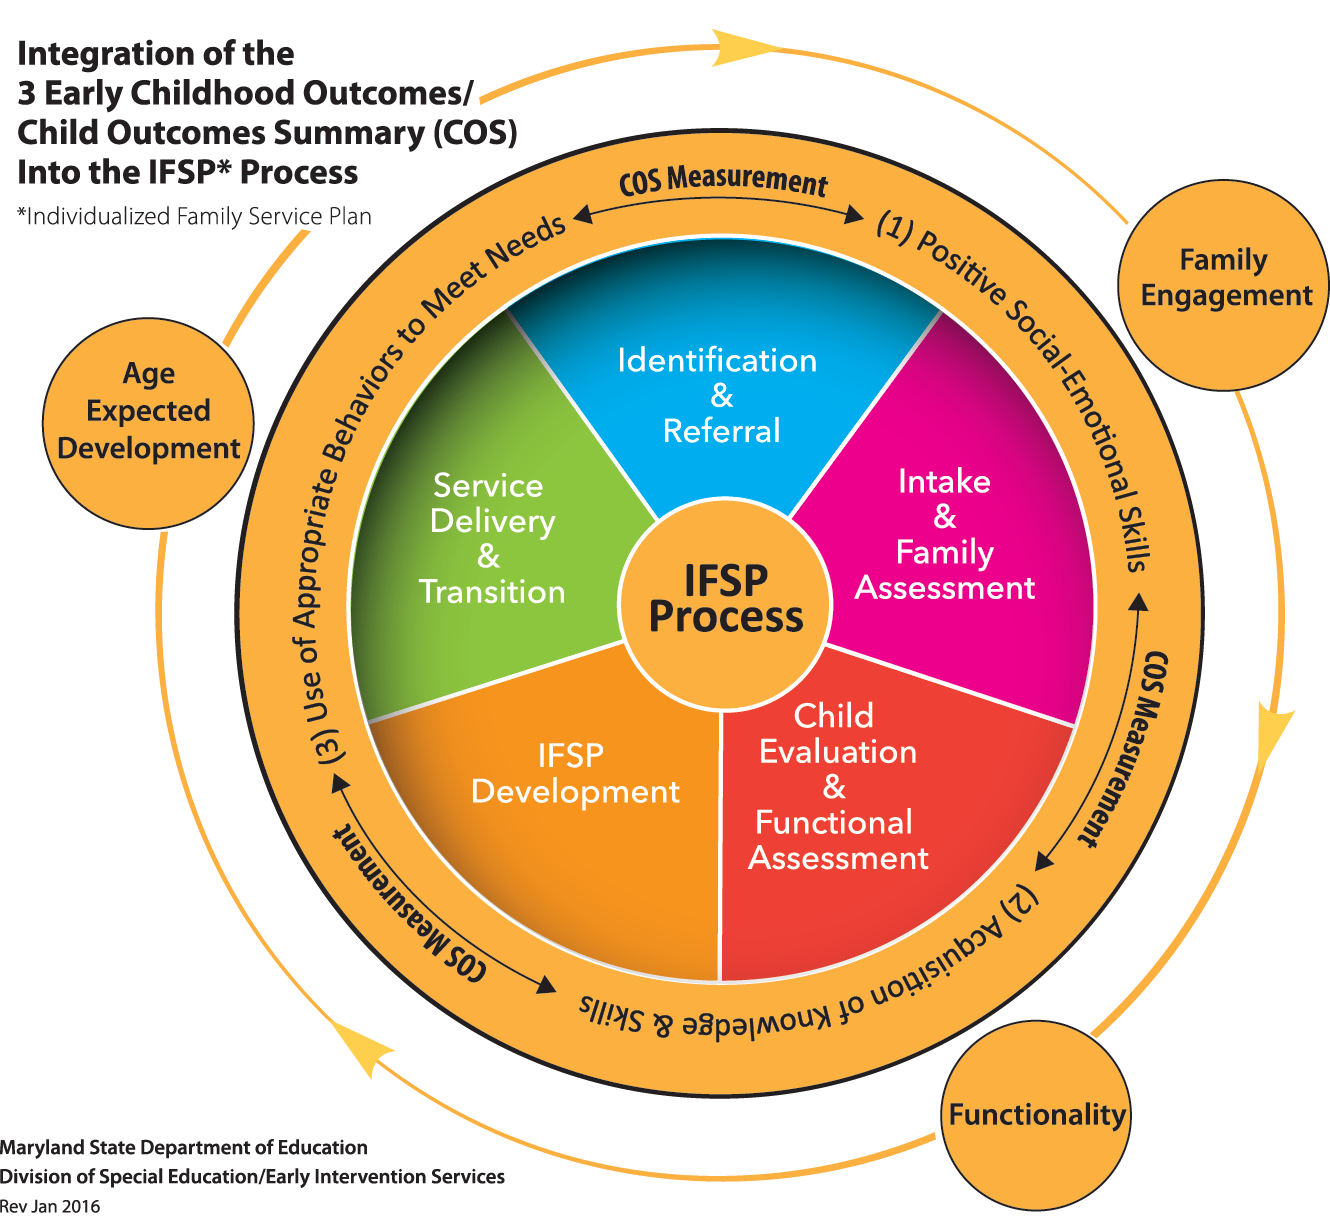 Integration of the
3 Early Childhood Outcomes/
Child Outcomes Summary (COS)
Into the IFSP* Process
*Individualized Family Service Plan
COS Measurement
(1) Positive Social-Emotional Skills
COS Measurement
(2) Acquisition of Knowledge & Skills
COS Measurement
(3) Use of Appropriate Behaviors to Meet Needs
Family
Engagement
Functionality
Age
Expected
Development
Identification
&
Referral
Intake
&
Family
Assessment
Child
Evaluation
&
Functional
Assessment
IFSP
Development
Service
Delivery
&
Transition
IFSP
Process
Maryland State Department of Education
Division of Special Education/Early Intervention Services
Rev Jan 2016